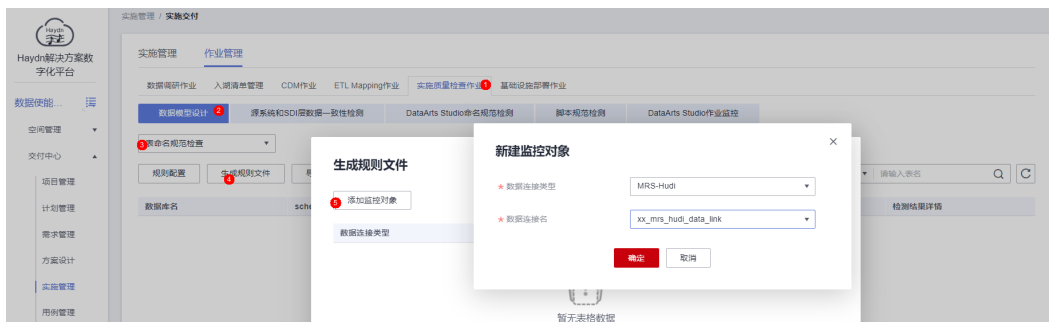 实施管理 / 实施交付
Haydn
字艺
Haydn解决方案数
字化平台
数据使能...
空间管理
交付中心
项目管理
计划管理
需求管理
方案设计
实施管理
用例管理
实施管理 作业管理
数据调研作业 入湖清单管理 CDM作业 ETL Mapping作业 实施质量检查作业 1 基础设施部署作业
数据模型设计 2 源系统和SDI层数据一致性检测 DataArts Studio命名规范检测 脚本规范检测 DataArts Studio作业监控
3 表命名规范检查
规则配置 生成规则文件 4 请输入表名
数据库名 sche 检测结果详情
生成规则文件
5 添加监控对象
数据连接类型
暂无表格数据
新建监控对象
* 数据连接类型 MRS-Hudi
* 数据连接名 xx_mrs_hudi_data_link
确定 取消